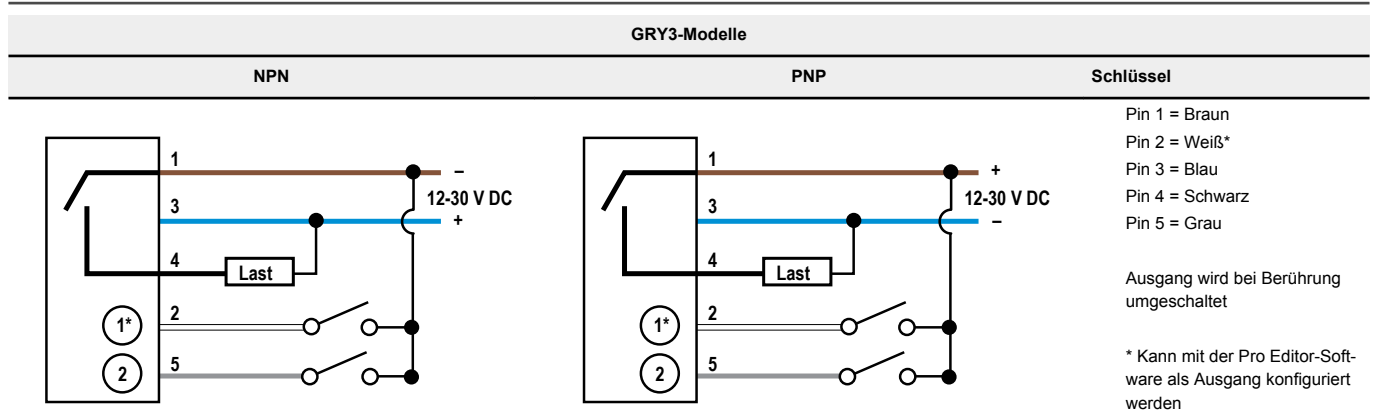 GRY3-Modelle
NPN
PNP
Schlüssel
1
–
12-30 V DC
3
+
4
Last
1*
2
2
5
1
+
12-30 V DC
3
–
4
Last
1*
2
2
5
Pin 1 = Braun
Pin 2 = Weiß*
Pin 3 = Blau
Pin 4 = Schwarz
Pin 5 = Grau
Ausgang wird bei Berührung
umgeschaltet
* Kann mit der Pro Editor-Soft-
ware als Ausgang konfiguriert
werden